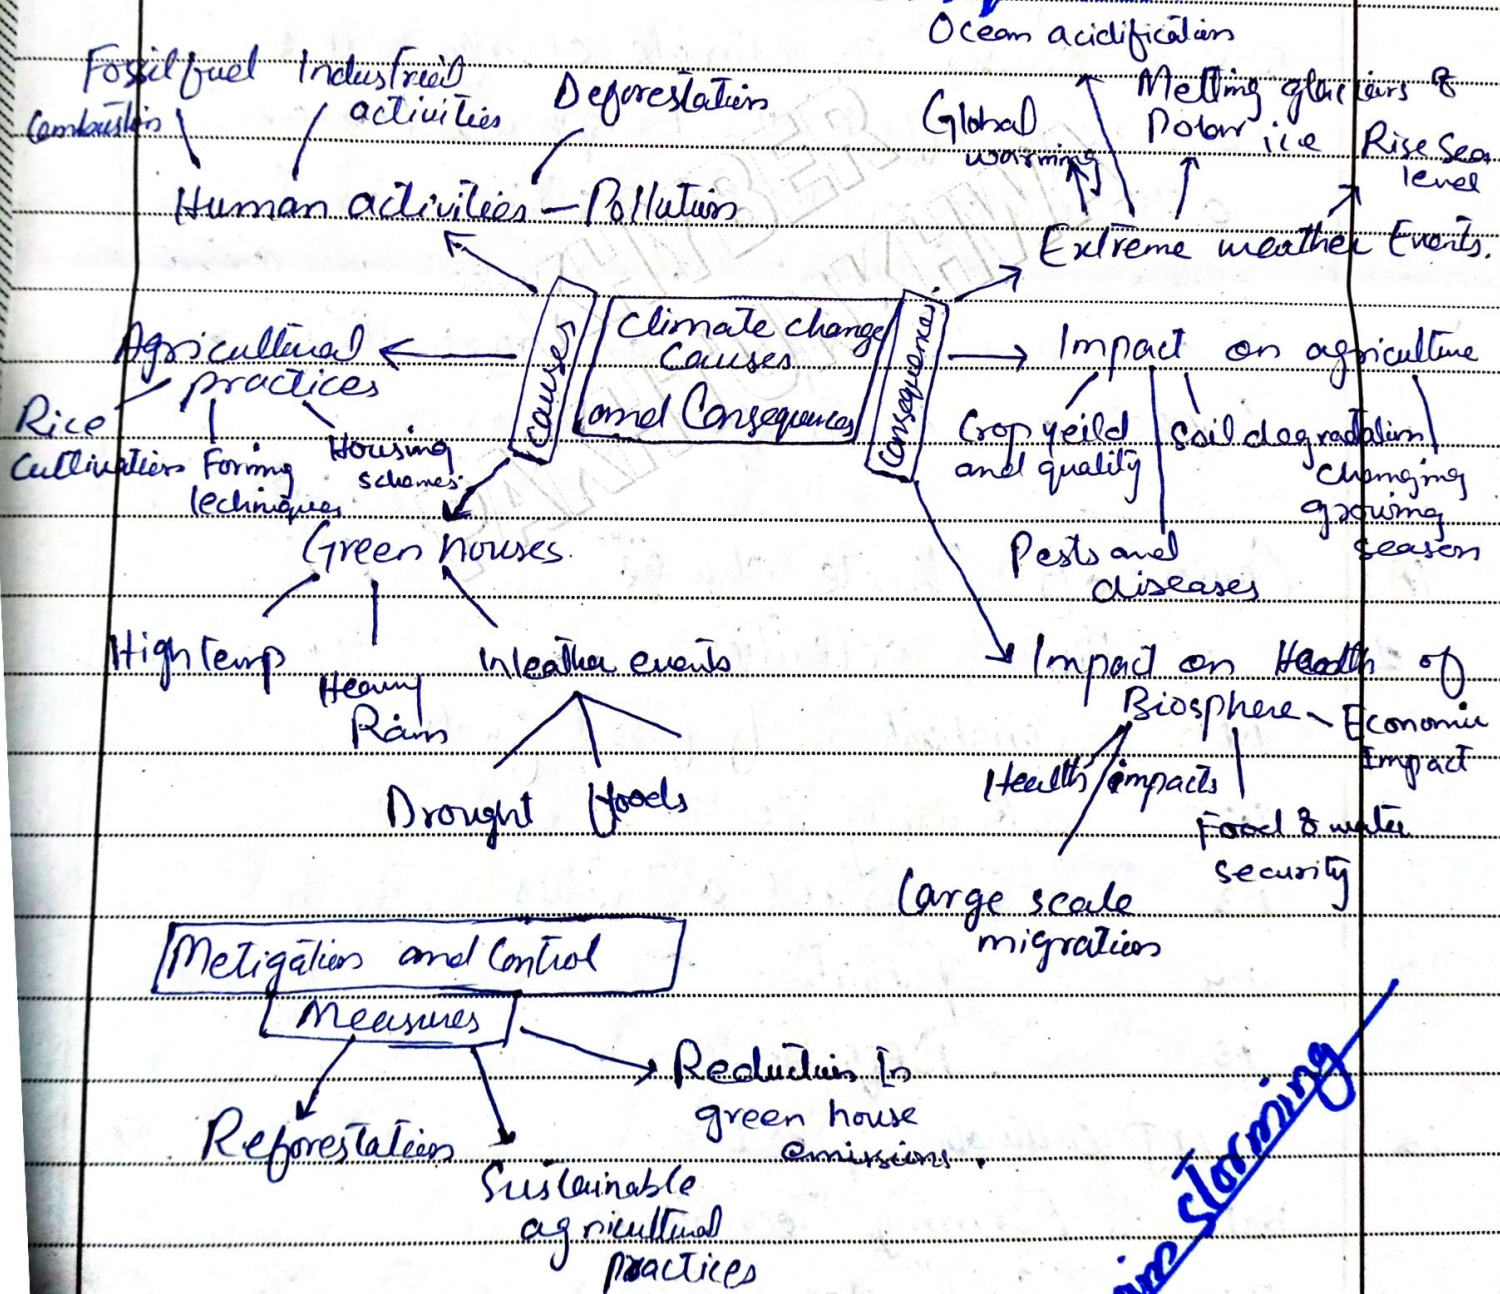 Ocean acidification
Fossil fuel
combustion
Industrial
activities
Deforestation
Global
warming
Melting glaciers &
Polar ice
Rise Sea
level
Human activities – Pollution
Extreme weather Events.
Climate change
Causes
and Consequences
Causes
Consequences
Agricultural
practices
Rice
Cultivation
Foming
techniques
Housing
schemes
Impact on agriculture
Crop yeild
and quality
Soil degradation
Changing
growing
season
Pests and
diseases
Green houses.
High temp
Heavy
Rain
Weather events
Drought
floods
Impact on Health of
Biosphere
Economic
Impact
Health impacts
Food & water
security
Large scale
migration
Metigation and Control
Measures
Reforestation
Sustainable
agricultural
practices
Reduction In
green house
emissions.
storming